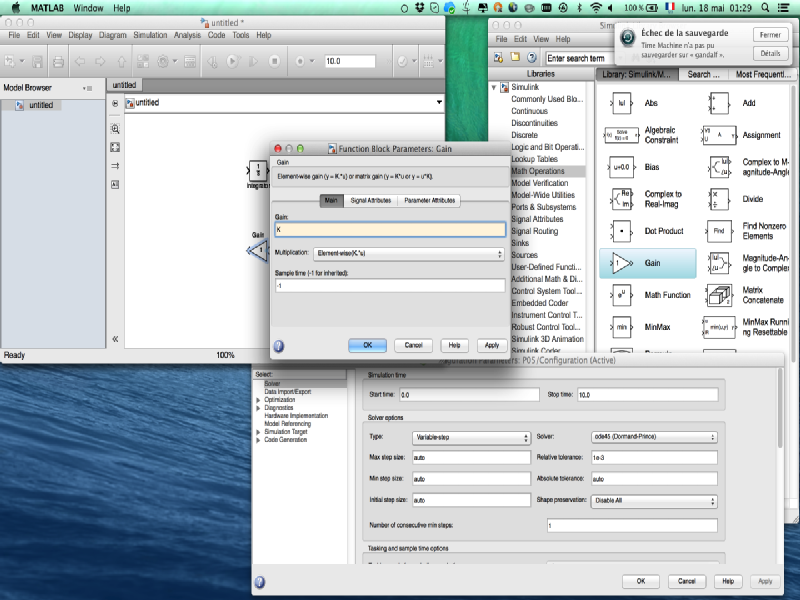 MATLAB Window Help
100 % lun. 18 mai 01:29
untitled *
File Edit View Display Diagram Simulation Analysis Code Tools Help
10.0
Model Browser
untitled
untitled
untitled
Gain
Ready
100%
File Edit View Help
Enter search term
Libraries
Library: Simulink/M...
Search ...
Most Frequentl...
Simulink
Commonly Used Blo...
Continuous
Discontinuities
Discrete
Logic and Bit Operati...
Lookup Tables
Math Operations
Model Verification
Model-Wide Utilities
Ports & Subsystems
Signal Attributes
Signal Routing
Sinks
Sources
User-Defined Functi...
Additional Math & Di...
Control System Tool...
Embedded Coder
Instrument Control T...
Robust Control Tool...
Simulink 3D Animation
Simulink Coder
Abs
Add
Algebraic
Constraint
Assignment
Bias
Complex to M
agnitude-Angle
Complex to
Real-Imag
Divide
Dot Product
Find Nonzero
Elements
Gain
Magnitude-An
gle to Complex
Math Function
Matrix
Concatenate
MinMax
MinMax Runni
ng Resettable
Échec de la sauvegarde
Time Machine n'a pas pu
sauvegarder sur « gandalf ».
Fermer
Détails
Function Block Parameters: Gain
Gain
Element-wise gain (y = K.*u) or matrix gain (y = K*u or y = u*K).
Main
Signal Attributes
Parameter Attributes
Gain:
K
Multiplication:
Element-wise(K.*u)
Sample time (-1 for inherited):
-1
OK
Cancel
Help
Apply
Parameters: P05/Configuration (Active)
Select:
Solver
Data Import/Export
Optimization
Diagnostics
Hardware Implementation
Model Referencing
Simulation Target
Code Generation
Simulation time
Start time: 0.0
Stop time: 10.0
Solver options
Type: Variable-step
Solver: ode45 (Dormand-Prince)
Max step size: auto
Relative tolerance: 1e-3
Min step size: auto
Absolute tolerance: auto
Initial step size: auto
Shape preservation: Disable All
Number of consecutive min steps: 1
Tasking and sample time options
OK
Cancel
Help
Apply